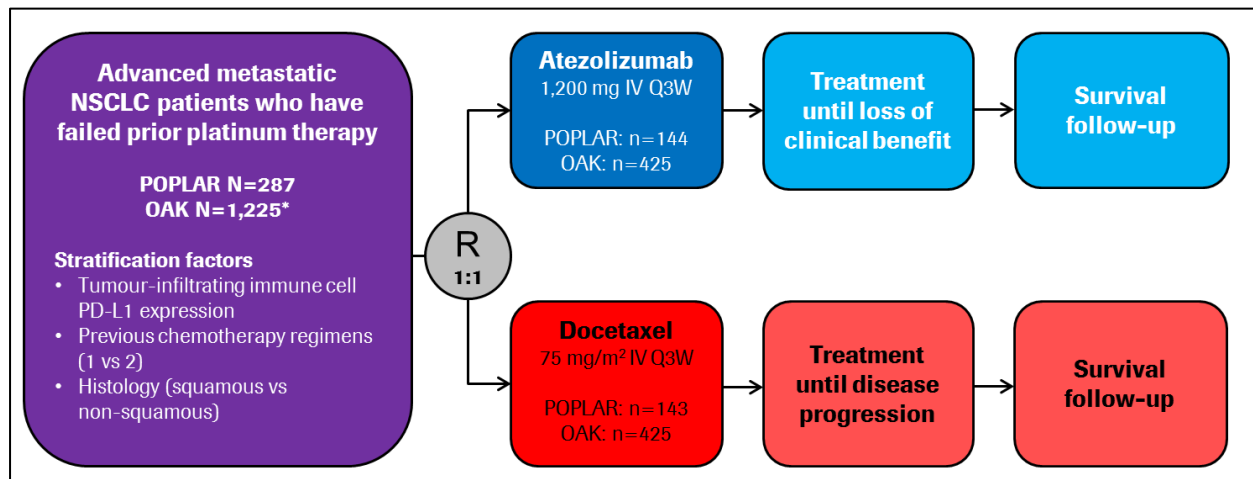 Advanced metastatic
NSCLC patients who have
failed prior platinum therapy
POPLAR N=287
OAK N=1,225*
Stratification factors
• Tumour-infiltrating immune cell
PD-L1 expression
• Previous chemotherapy regimens
(1 vs 2)
• Histology (squamous vs
non-squamous)
R
1:1
Atezolizumab
1,200 mg IV Q3W
POPLAR: n=144
OAK: n=425
Treatment
until loss of
clinical benefit
Survival
follow-up
Docetaxel
75 mg/m² IV Q3W
POPLAR: n=143
OAK: n=425
Treatment
until disease
progression
Survival
follow-up